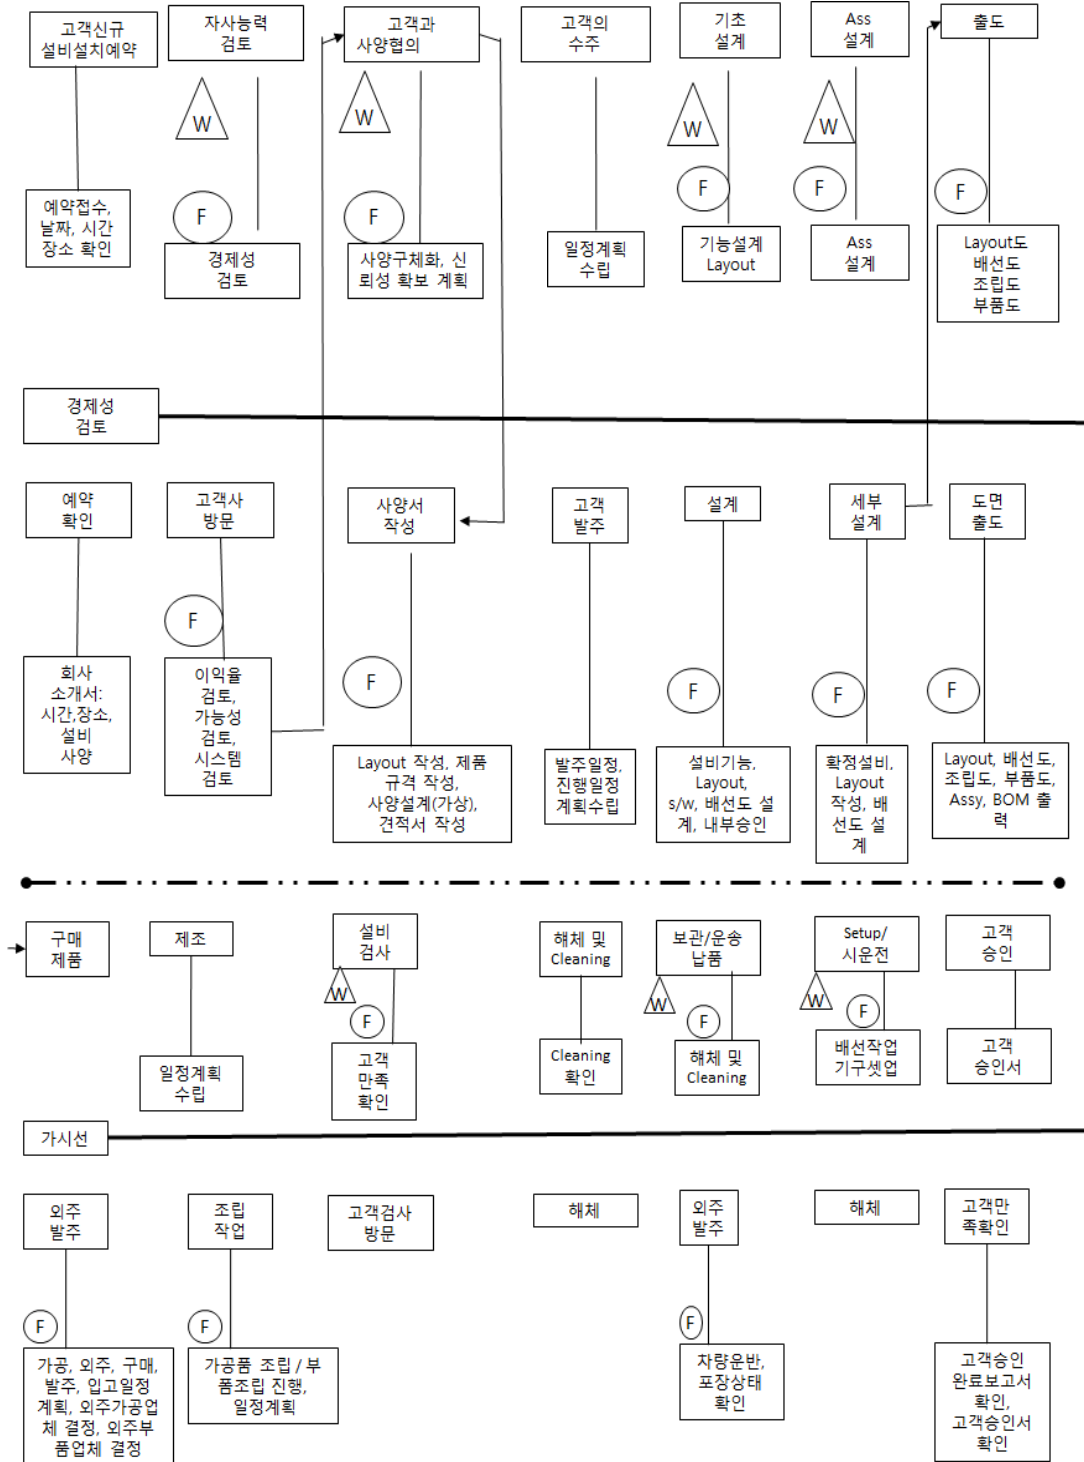 고객신규
설비설치예약
자사능력
검토
고객과
사양협의
고객의
수주
기초
설계
Ass
설계
출도
W
W
W
W
F
F
F
F
F
예약접수,
날짜, 시간
장소 확인
경제성
검토
사양구체화, 신
뢰성 확보 계획
일정계획
수립
기능설계
Layout
Ass
설계
Layout도
배선도
조립도
부품도
경제성
검토
예약
확인
고객사
방문
사양서
작성
고객
발주
설계
세부
설계
도면
출도
F
F
F
F
F
회사
소개서:
시간,장소,
설비
사양
이익율
검토,
가능성
검토,
시스템
검토
Layout 작성, 제품
규격 작성,
사양설계(가상),
견적서 작성
발주일정,
진행일정
계획수립
설비기능,
Layout,
s/w, 배선도 설
계, 내부승인
확정설비,
Layout
작성, 배
선도 설
계
Layout, 배선도,
조립도, 부품도,
Assy, BOM 출
력
구매
제품
제조
설비
검사
해체 및
Cleaning
보관/운송
납품
Setup/
시운전
고객
승인
W
W
W
F
F
F
일정계획
수립
고객
만족
확인
Cleaning
확인
해체 및
Cleaning
배선작업
기구셋업
고객
승인서
가시선
외주
발주
조립
작업
고객검사
방문
해체
외주
발주
해체
고객만
족확인
F
F
F
가공, 외주, 구매,
발주, 입고일정
계획, 외주가공업
체 결정, 외주부
품업체 결정
가공품 조립 / 부
품조립 진행,
일정계획
차량운반,
포장상태
확인
고객승인
완료보고서
확인,
고객승인서
확인